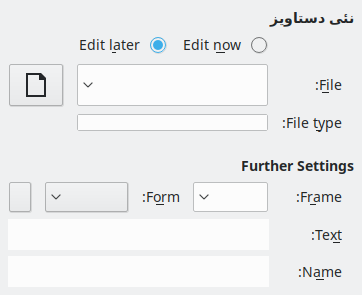 نئی دستاویز
Edit now Edit later
File:
File type:
Further Settings
Frame: Form:
Text:
Name: